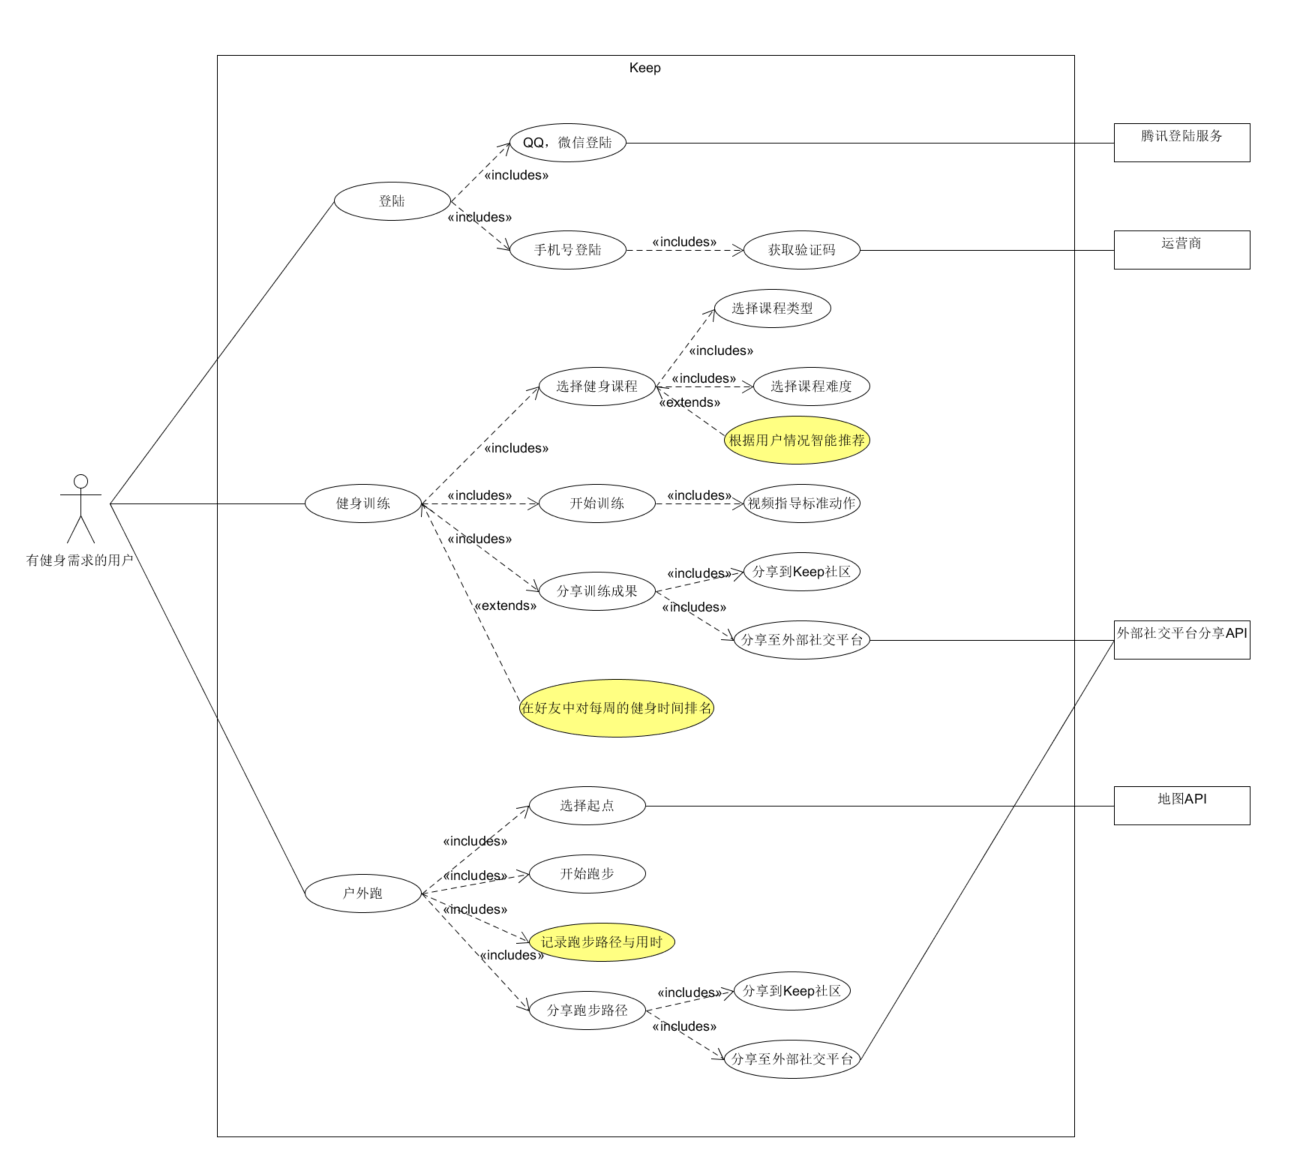 Keep
QQ，微信登陆
腾讯登陆服务
«includes»
登陆
«includes»
手机号登陆
«includes»
获取验证码
运营商
选择课程类型
«includes»
选择健身课程
«includes»
选择课程难度
«extends»
根据用户情况智能推荐
«includes»
健身训练
«includes»
开始训练
«includes»
视频指导标准动作
有健身需求的用户
«includes»
分享训练成果
«includes»
分享到Keep社区
«includes»
分享至外部社交平台
外部社交平台分享API
«extends»
在好友中对每周的健身时间排名
选择起点
地图API
«includes»
«includes»
开始跑步
户外跑
«includes»
记录跑步路径与用时
«includes»
分享跑步路径
«includes»
分享到Keep社区
«includes»
分享至外部社交平台